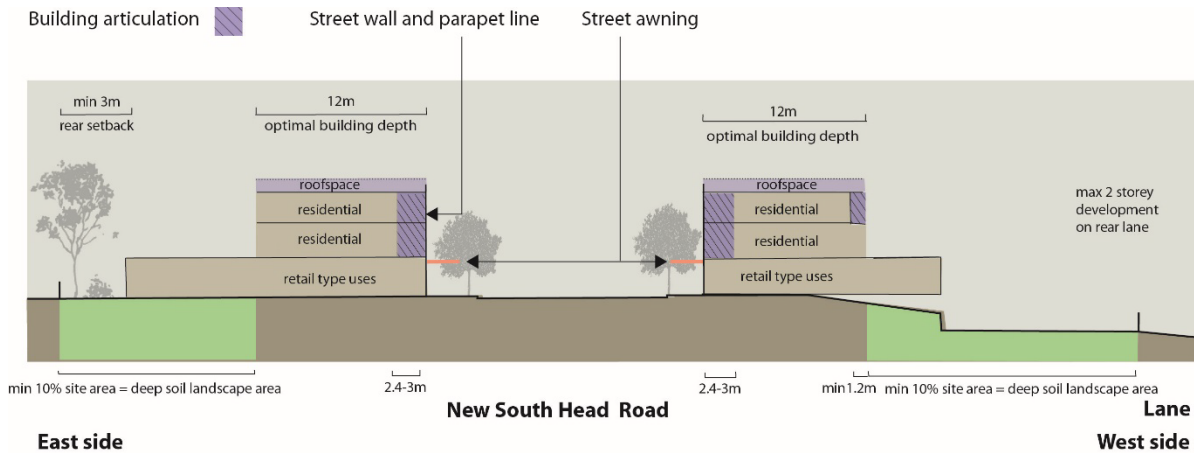 Building articulation
Street wall and parapet line
Street awning
min 3m
rear setback
12m
optimal building depth
12m
optimal building depth
roofspace
residential
residential
retail type uses
roofspace
residential
residential
retail type uses
max 2 storey
development
on rear lane
min 10% site area = deep soil landscape area
2.4-3m
2.4-3m
min1.2m
min 10% site area = deep soil landscape area
New South Head Road
Lane
East side
West side